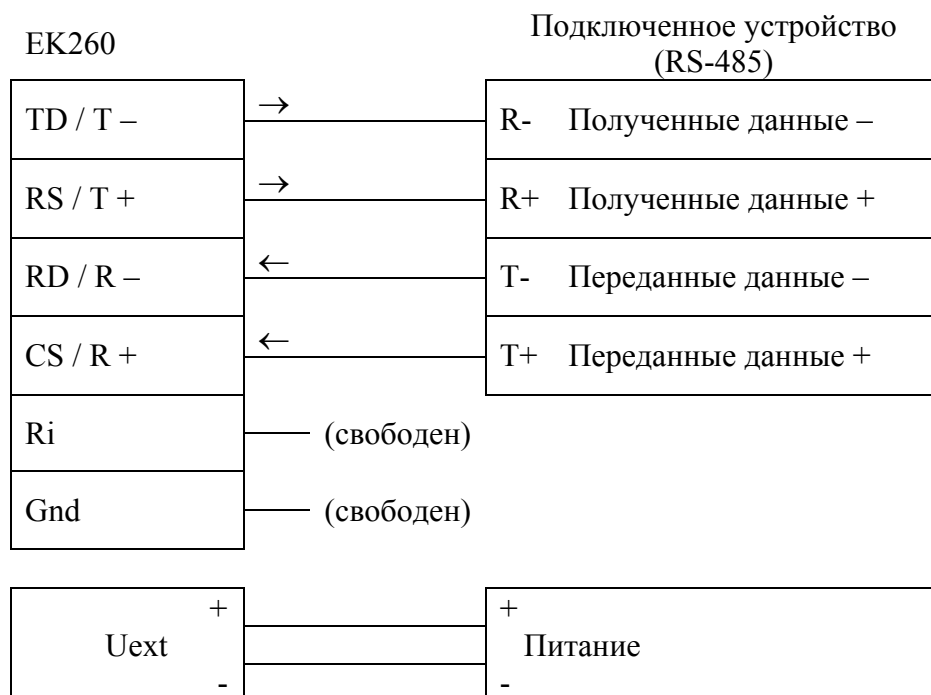 EK260
Подключенное устройство
(RS-485)
TD / T – → R- Полученные данные –
RS / T + → R+ Полученные данные +
RD / R – ← T- Переданные данные –
CS / R + ← T+ Переданные данные +
Ri (свободен)
Gnd (свободен)
+ +
Uext Питание
- -